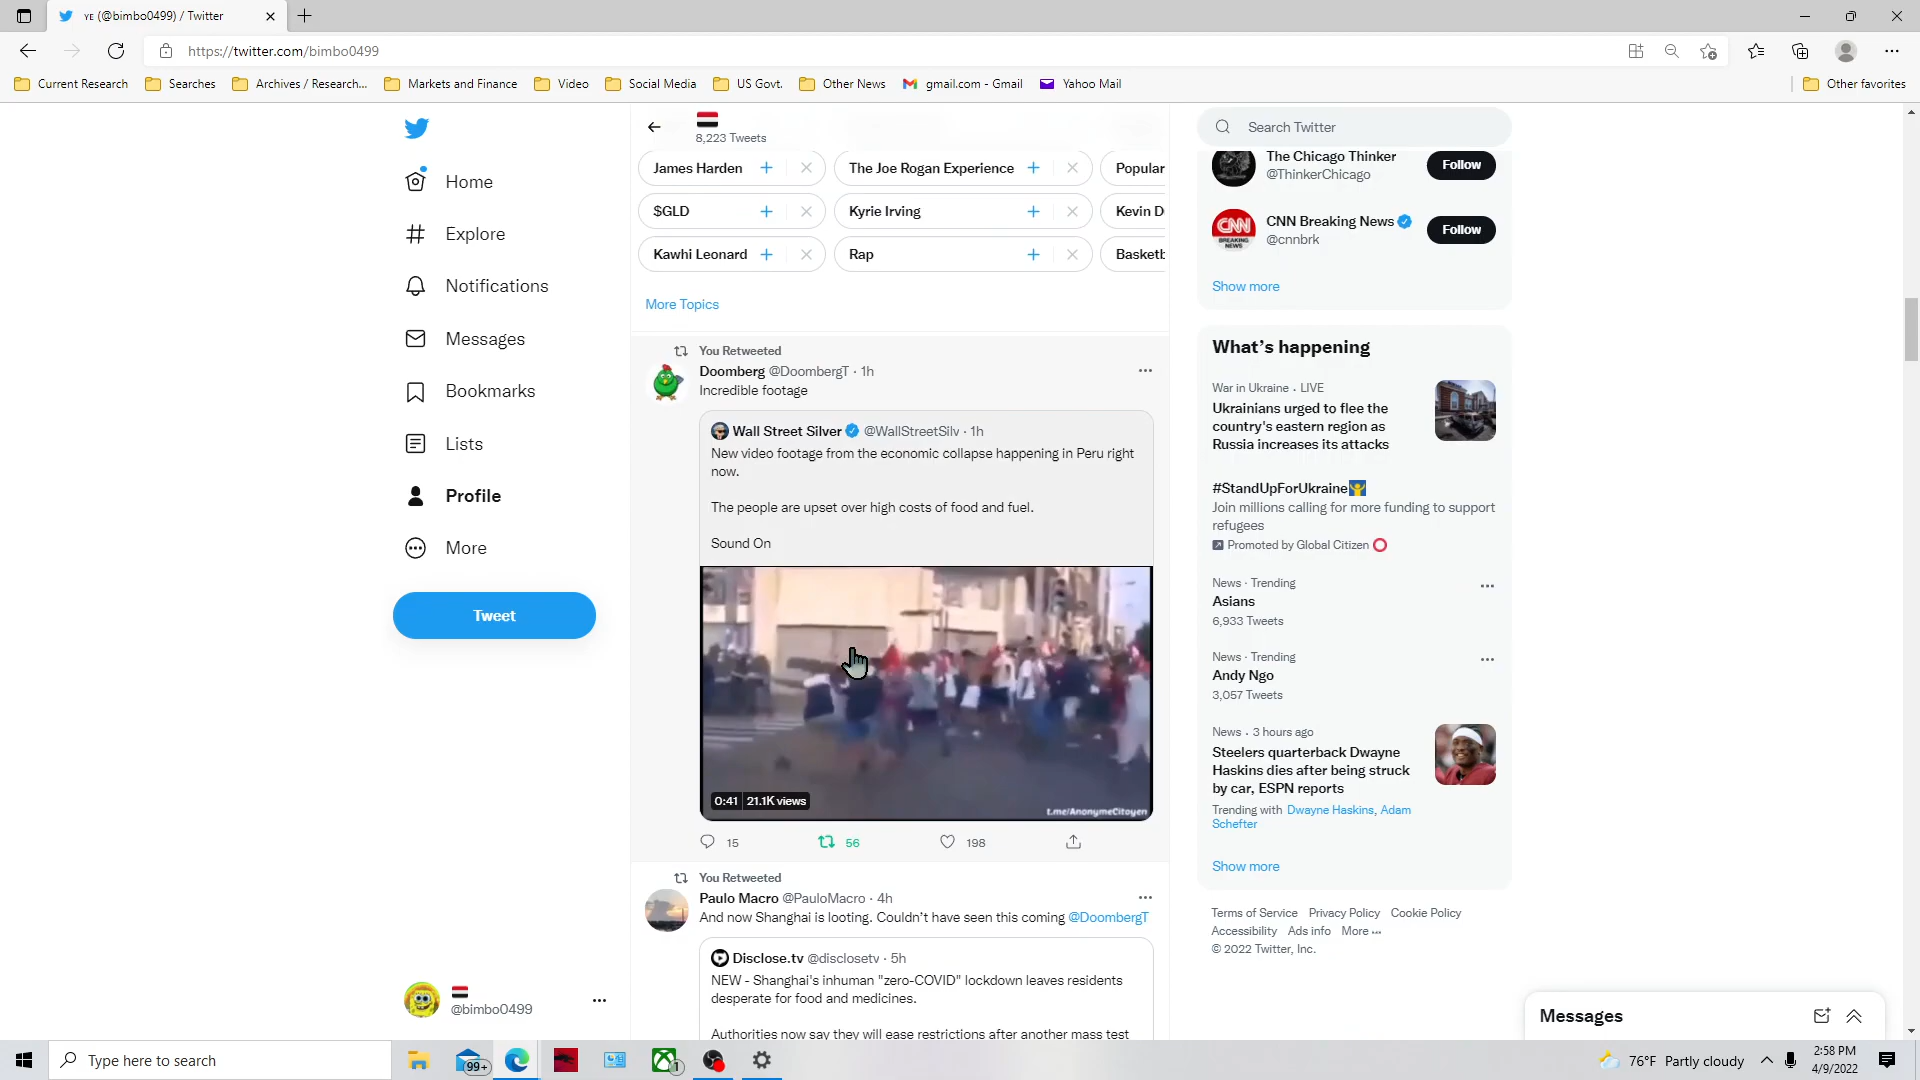 YE (@bimbo0499) / Twitter
https://twitter.com/bimbo0499
Current Research
Searches
Archives / Research...
Markets and Finance
Video
Social Media
US Govt.
Other News
gmail.com - Gmail
Yahoo Mail
Other favorites
Home
Explore
Notifications
Messages
Bookmarks
Lists
Profile
More
Tweet
@bimbo0499
8,223 Tweets
James Harden
The Joe Rogan Experience
Popular
$GLD
Kyrie Irving
Kevin D
Kawhi Leonard
Rap
Basketb
More Topics
You Retweeted
Doomberg @DoombergT · 1h
Incredible footage
Wall Street Silver @WallStreetSilv · 1h
New video footage from the economic collapse happening in Peru right
now.
The people are upset over high costs of food and fuel.
Sound On
0:41 21.1K views
t.me/AnonymeCitoyen
15
56
198
You Retweeted
Paulo Macro @PauloMacro · 4h
And now Shanghai is looting. Couldn't have seen this coming @DoombergT
Disclose.tv @disclosetv · 5h
NEW - Shanghai's inhuman "zero-COVID" lockdown leaves residents
desperate for food and medicines.
Authorities now say they will ease restrictions after another mass test
Search Twitter
The Chicago Thinker
@ThinkerChicago
Follow
CNN
BREAKING
NEWS
CNN Breaking News
@cnnbrk
Follow
Show more
What's happening
War in Ukraine · LIVE
Ukrainians urged to flee the
country's eastern region as
Russia increases its attacks
#StandUpForUkraine
Join millions calling for more funding to support
refugees
Promoted by Global Citizen
News · Trending
Asians
6,933 Tweets
News · Trending
Andy Ngo
3,057 Tweets
News · 3 hours ago
Steelers quarterback Dwayne
Haskins dies after being struck
by car, ESPN reports
Trending with Dwayne Haskins, Adam
Schefter
Show more
Terms of Service Privacy Policy Cookie Policy
Accessibility Ads info More ···
© 2022 Twitter, Inc.
Messages
Type here to search
99+
1
76°F Partly cloudy
2:58 PM
4/9/2022